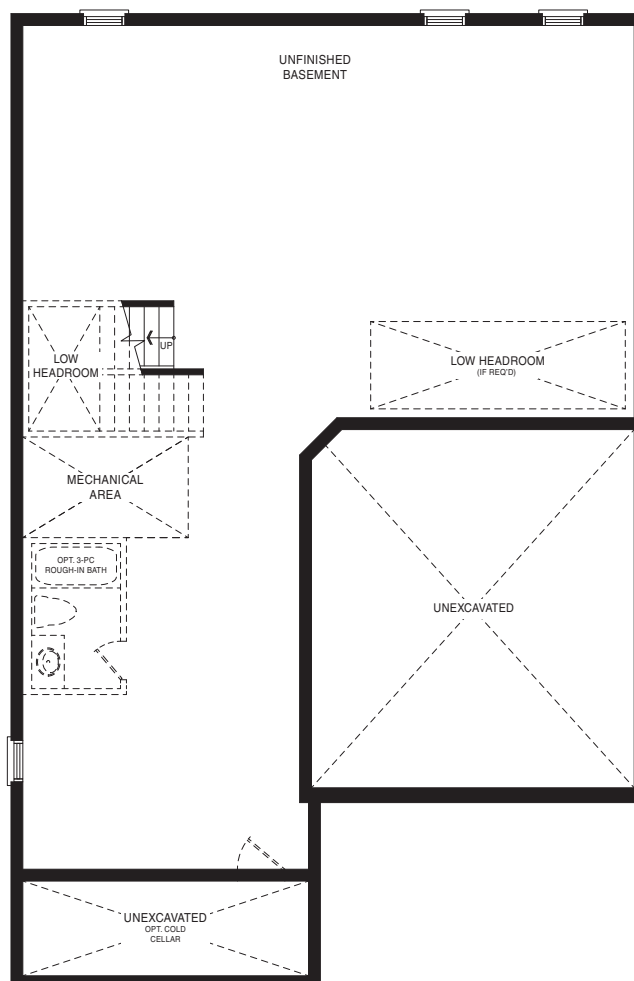 UNFINISHED
BASEMENT
UP
LOW
HEADROOM
LOW HEADROOM
(IF REQ'D)
MECHANICAL
AREA
OPT. 3-PC
ROUGH-IN BATH
UNEXCAVATED
UNEXCAVATED
OPT. COLD
CELLAR